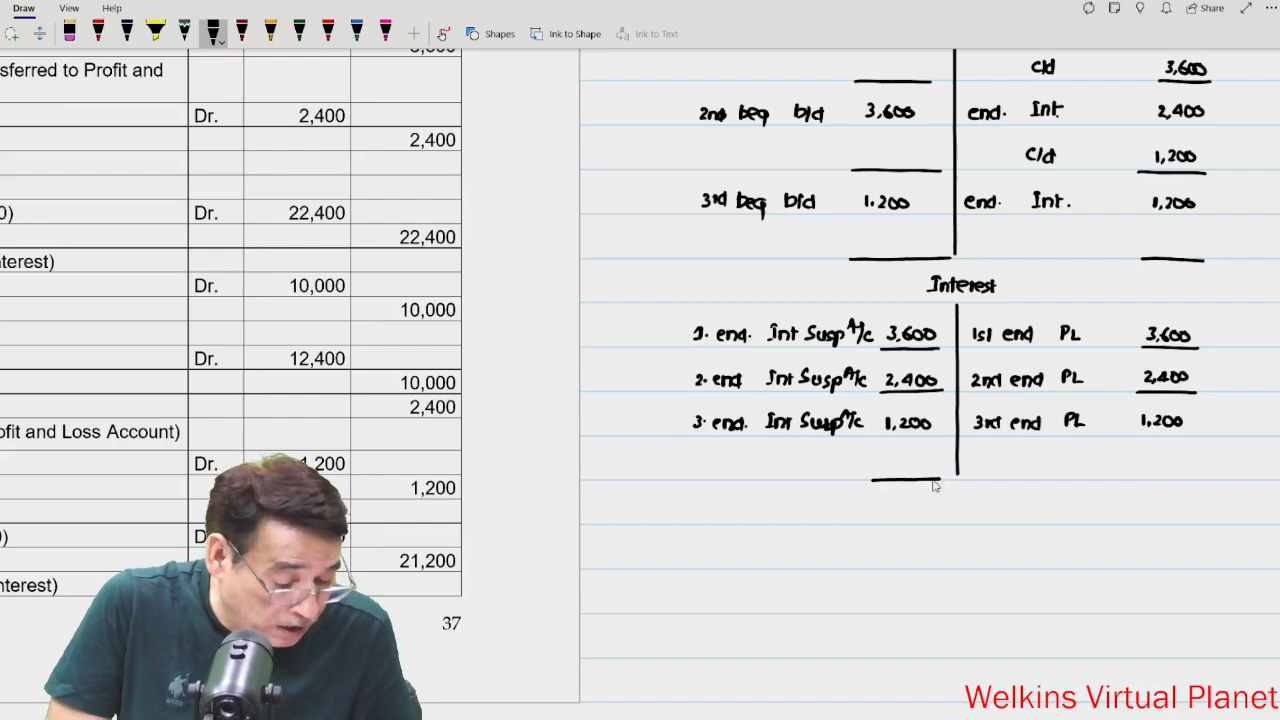 Draw View Help
Share
Shapes Ink to Shape Ink to Text
sferred to Profit and
Dr. 2,400
2,400
0) Dr. 22,400
22,400
nterest)
Dr. 10,000
10,000
Dr. 12,400
10,000
2,400
ofit and Loss Account)
Dr. 1,200
1,200
0)
21,200
nterest)
37
c/d 3,600
2nd beg b/d 3,600 end. Int. 2,400
C/d 1,200
3rd beg b/d 1,200 end. Int. 1,200
Interest
1. end. Int Susp A/c 3,600 1st end PL 3,600
2. end Int Susp A/c 2,400 2nd end PL 2,400
3. end. Int Susp A/c 1,200 3rd end PL 1,200
Welkins Virtual Planet